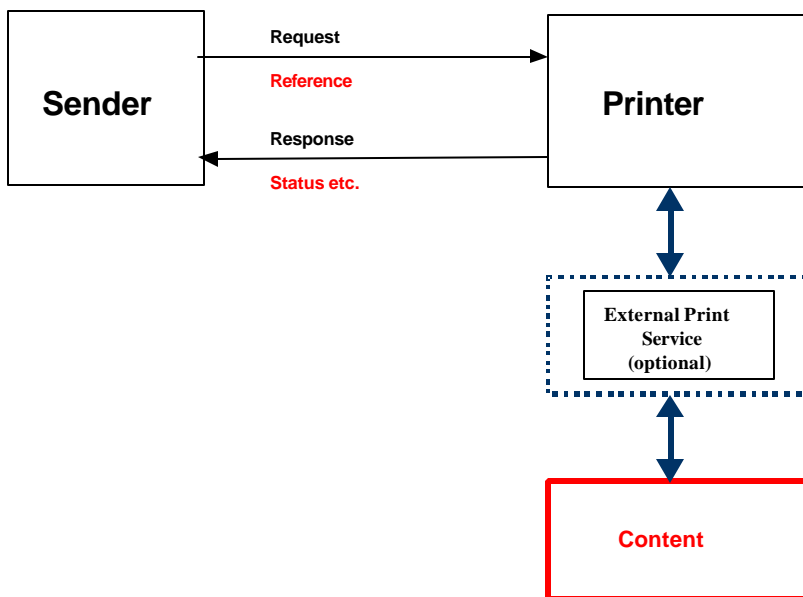 Request
Reference
Sender
Printer
Response
Status etc.
External Print
Service
(optional)
Content